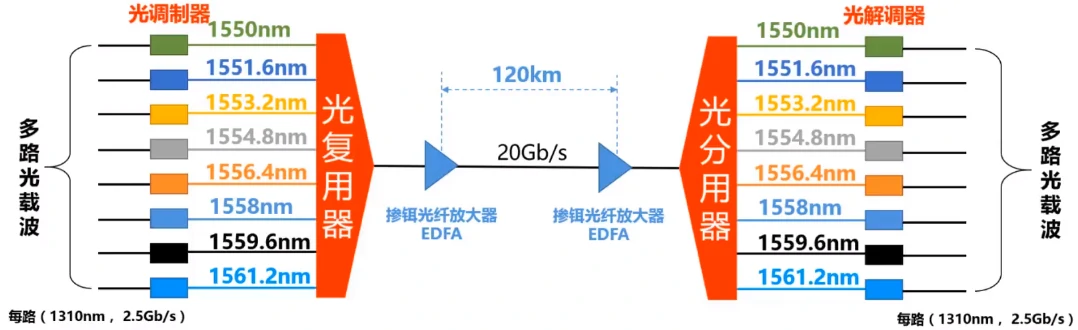 光调制器
光解调器
1550nm
1551.6nm
1553.2nm
1554.8nm
1556.4nm
1558nm
1559.6nm
1561.2nm
多路光载波
每路（1310nm ，2.5Gb/s）
光复用器
120km
20Gb/s
掺铒光纤放大器
EDFA
掺铒光纤放大器
EDFA
光分用器
1550nm
1551.6nm
1553.2nm
1554.8nm
1556.4nm
1558nm
1559.6nm
1561.2nm
多路光载波
每路（1310nm ，2.5Gb/s）